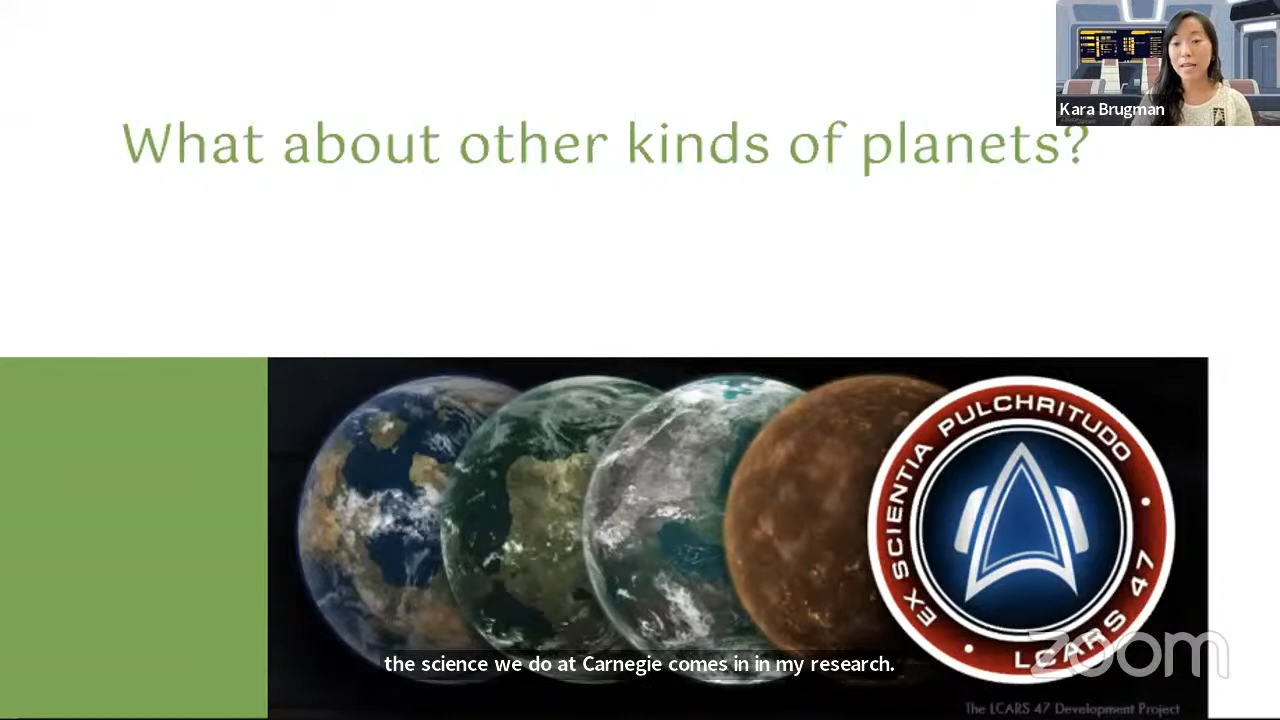 Kara Brugman
What about other kinds of planets?
EX SCIENTIA PULCHRITUDO
LCARS 47
the science we do at Carnegie comes in in my research.
zoom
The LCARS 47 Development Project